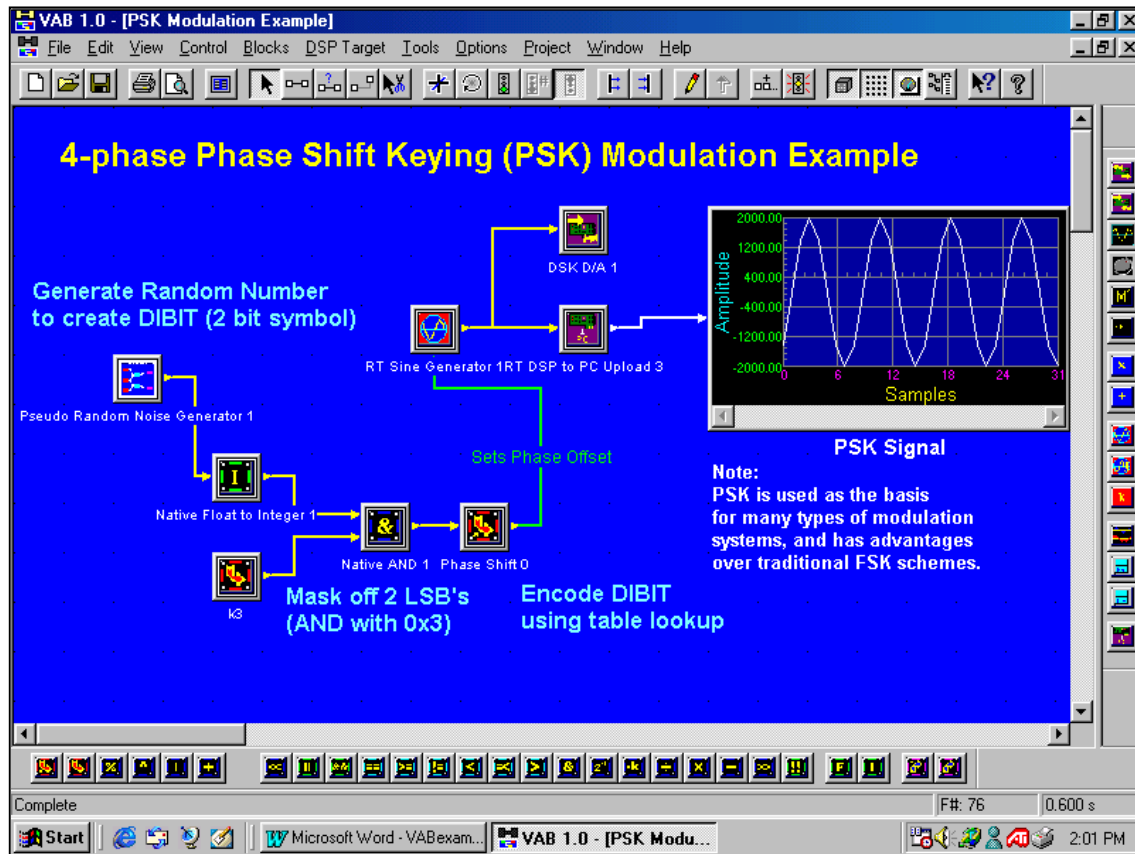 VAB 1.0 - [PSK Modulation Example]
File Edit View Control Blocks DSP Target Tools Options Project Window Help
4-phase Phase Shift Keying (PSK) Modulation Example
DSK D/A 1
Generate Random Number
to create DIBIT (2 bit symbol)
RT Sine Generator 1
RT DSP to PC Upload 3
Amplitude
2000.00
1200.00
400.00
-400.00
-1200.00
-2000.00
0 6 12 18 24 31
Samples
PSK Signal
Pseudo Random Noise Generator 1
Sets Phase Offset
Note:
PSK is used as the basis
for many types of modulation
systems, and has advantages
over traditional FSK schemes.
I
Native Float to Integer 1
&
Native AND 1
Phase Shift 0
k3
Mask off 2 LSB's
(AND with 0x3)
Encode DIBIT
using table lookup
Complete
F#: 76
0.600 s
Start
Microsoft Word - VABexam...
VAB 1.0 - [PSK Modu...
2:01 PM